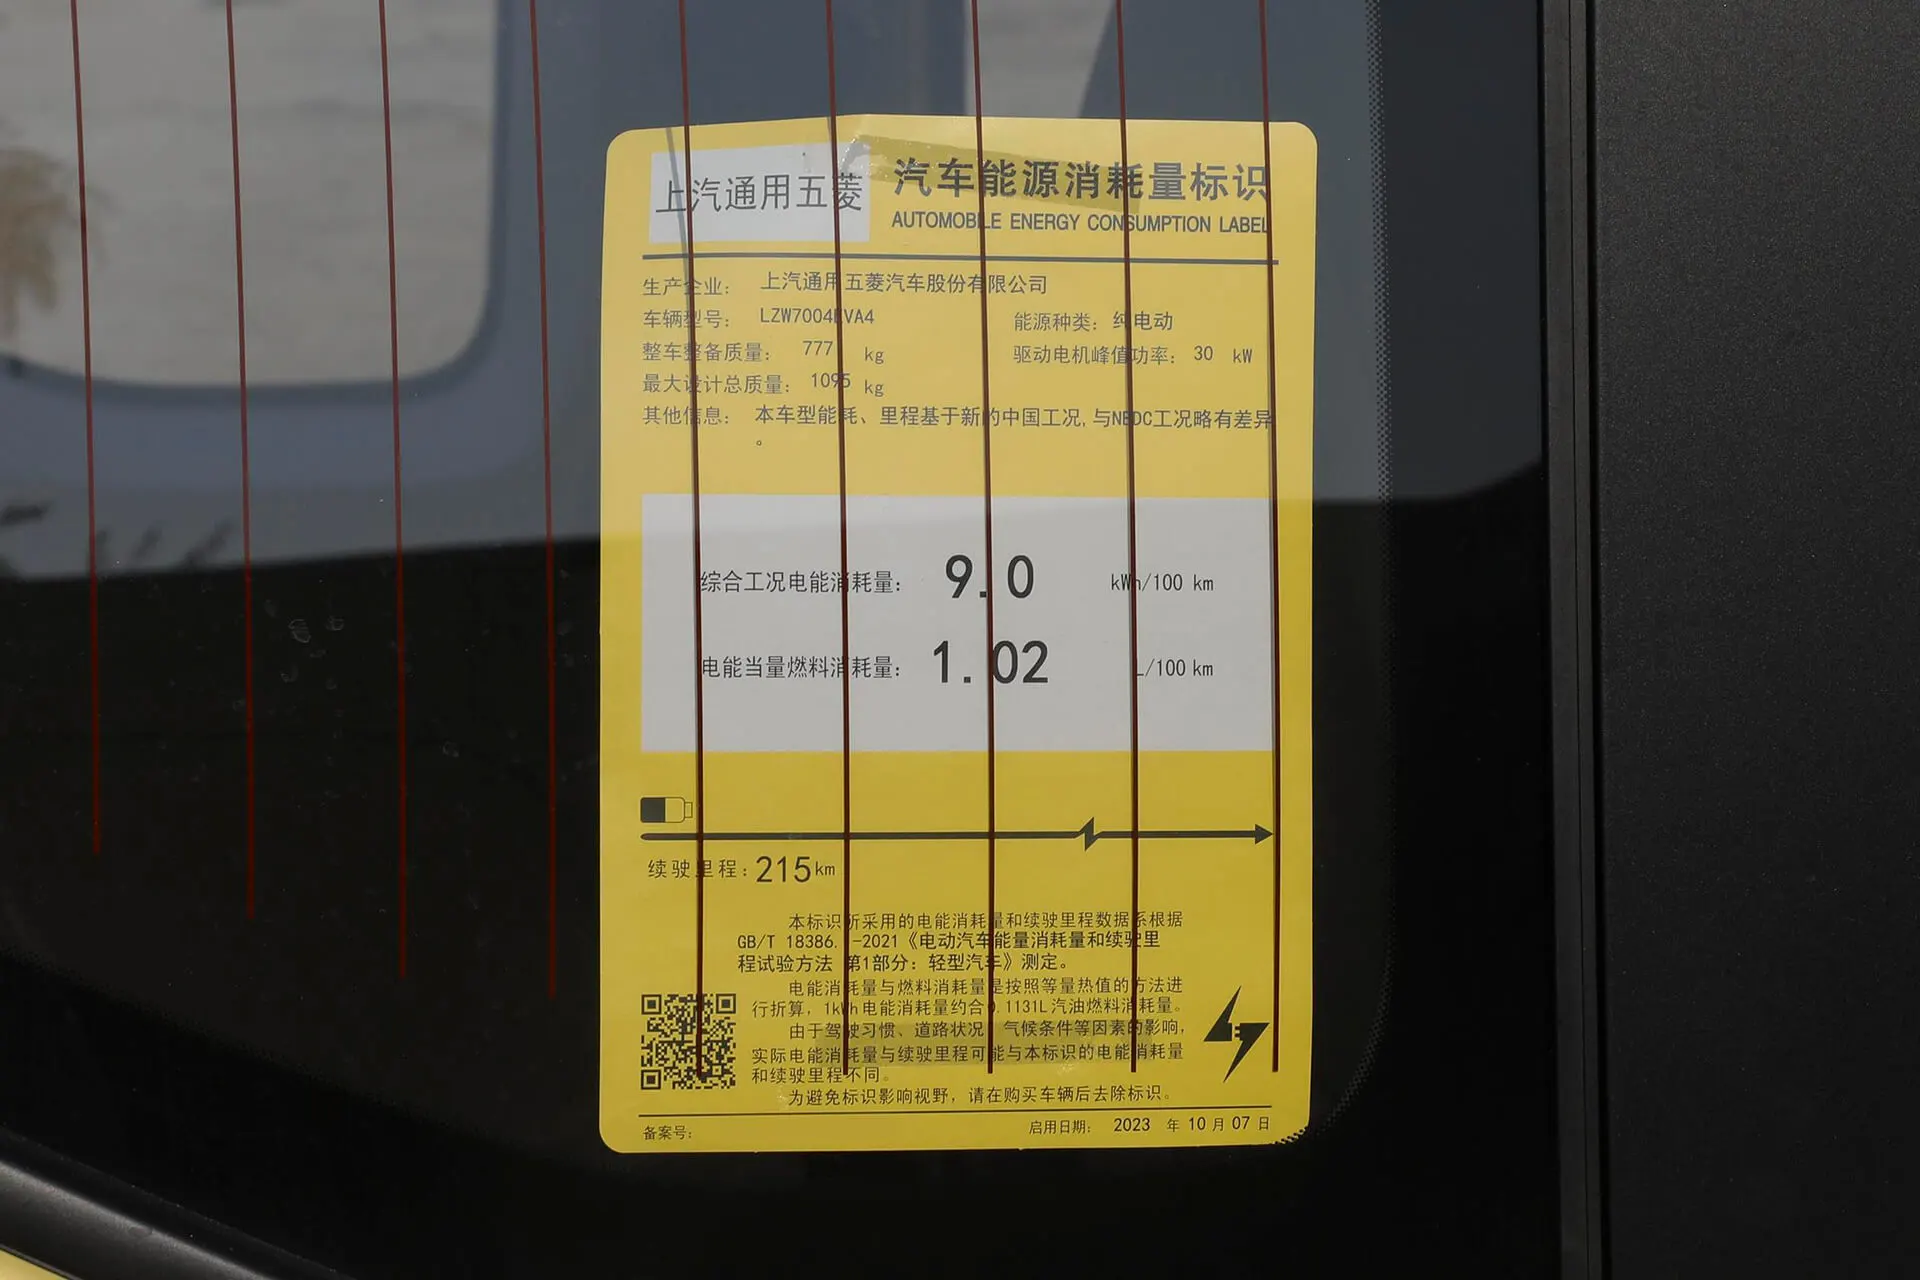 上汽通用五菱
汽车能源消耗量标识
AUTOMOBILE ENERGY CONSUMPTION LABEL
生产企业： 上汽通用五菱汽车股份有限公司
车辆型号： LZW7004EVA4 能源种类：纯电动
整车整备质量： 777 kg 驱动电机峰值功率： 30 kW
最大设计总质量： 1095 kg
其他信息： 本车型能耗、里程基于新的中国工况,与NEDC工况略有差异
。
综合工况电能消耗量： 9.0 kWh/100 km
电能当量燃料消耗量： 1.02 L/100 km
续驶里程：215km
本标识所采用的电能消耗量和续驶里程数据系根据
GB/T 18386.1-2021《电动汽车能量消耗量和续驶里
程试验方法 第1部分：轻型汽车》测定。
电能消耗量与燃料消耗量是按照等量热值的方法进
行折算，1kWh电能消耗量约合0.1131L汽油燃料消耗量。
由于驾驶习惯、道路状况、气候条件等因素的影响，
实际电能消耗量与续驶里程可能与本标识的电能消耗量
和续驶里程不同。
为避免标识影响视野，请在购买车辆后去除标识。
备案号： 启用日期： 2023 年 10 月 07 日